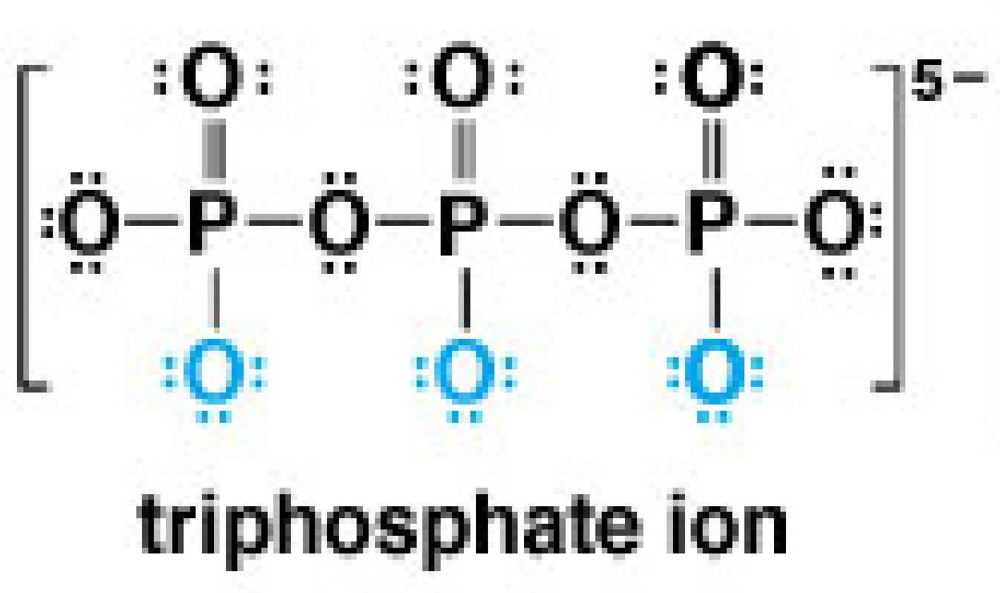 :O: :O: :O: 5−
:Ö—P—Ö—P—Ö—P—Ö:
:O: :O: :O:
triphosphate ion